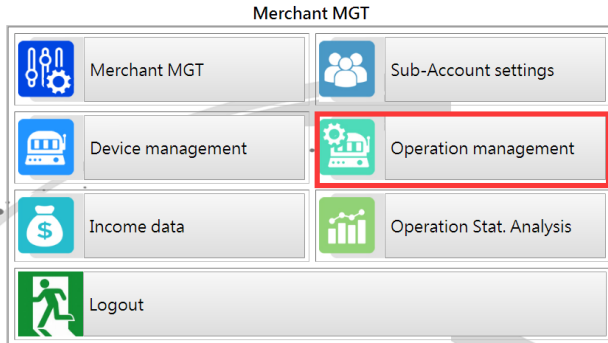 Merchant MGT
Merchant MGT
Sub-Account settings
Device management
Operation management
Income data
Operation Stat. Analysis
Logout